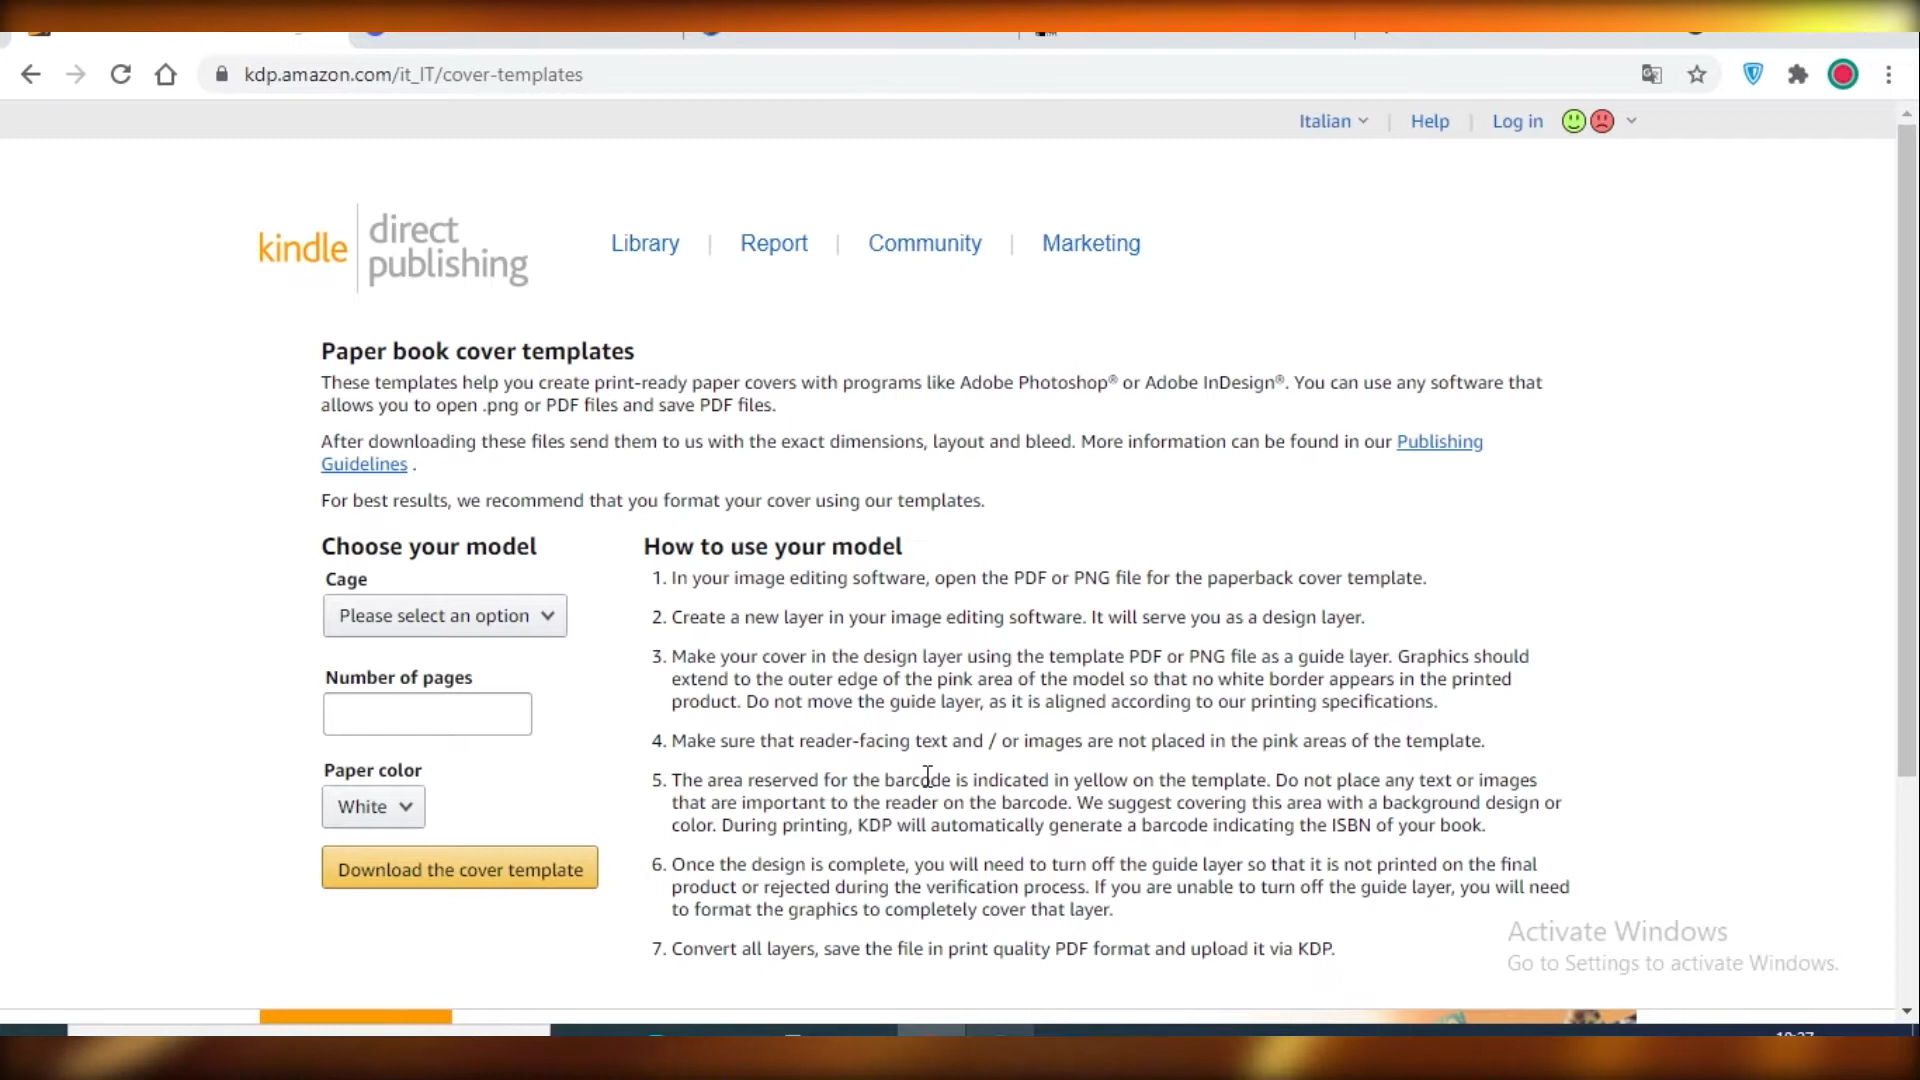 kdp.amazon.com/it_IT/cover-templates
Italian | Help | Log in
kindle direct publishing
Library | Report | Community | Marketing
Paper book cover templates
These templates help you create print-ready paper covers with programs like Adobe Photoshop® or Adobe InDesign®. You can use any software that
allows you to open .png or PDF files and save PDF files.
After downloading these files send them to us with the exact dimensions, layout and bleed. More information can be found in our Publishing
Guidelines .
For best results, we recommend that you format your cover using our templates.
Choose your model
Cage
Please select an option
Number of pages
Paper color
White
Download the cover template
How to use your model
1. In your image editing software, open the PDF or PNG file for the paperback cover template.
2. Create a new layer in your image editing software. It will serve you as a design layer.
3. Make your cover in the design layer using the template PDF or PNG file as a guide layer. Graphics should
extend to the outer edge of the pink area of the model so that no white border appears in the printed
product. Do not move the guide layer, as it is aligned according to our printing specifications.
4. Make sure that reader-facing text and / or images are not placed in the pink areas of the template.
5. The area reserved for the barcode is indicated in yellow on the template. Do not place any text or images
that are important to the reader on the barcode. We suggest covering this area with a background design or
color. During printing, KDP will automatically generate a barcode indicating the ISBN of your book.
6. Once the design is complete, you will need to turn off the guide layer so that it is not printed on the final
product or rejected during the verification process. If you are unable to turn off the guide layer, you will need
to format the graphics to completely cover that layer.
7. Convert all layers, save the file in print quality PDF format and upload it via KDP.
Activate Windows
Go to Settings to activate Windows.